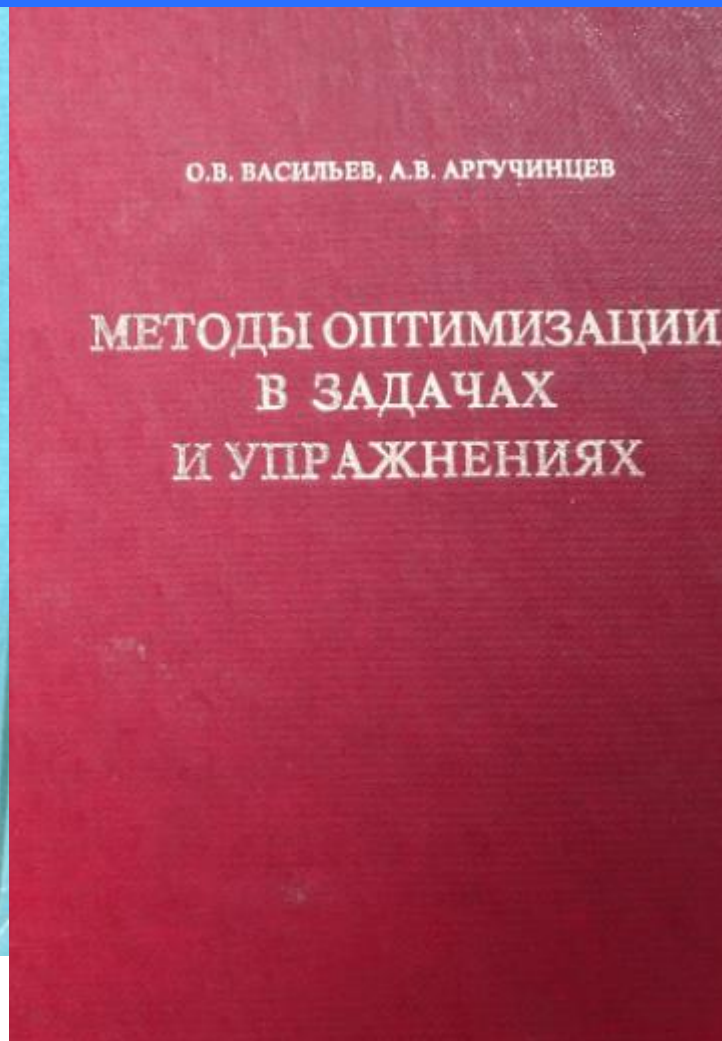 О.В. ВАСИЛЬЕВ, А.В. АРГУЧИНЦЕВ
МЕТОДЫ ОПТИМИЗАЦИИ
В ЗАДАЧАХ
И УПРАЖНЕНИЯХ